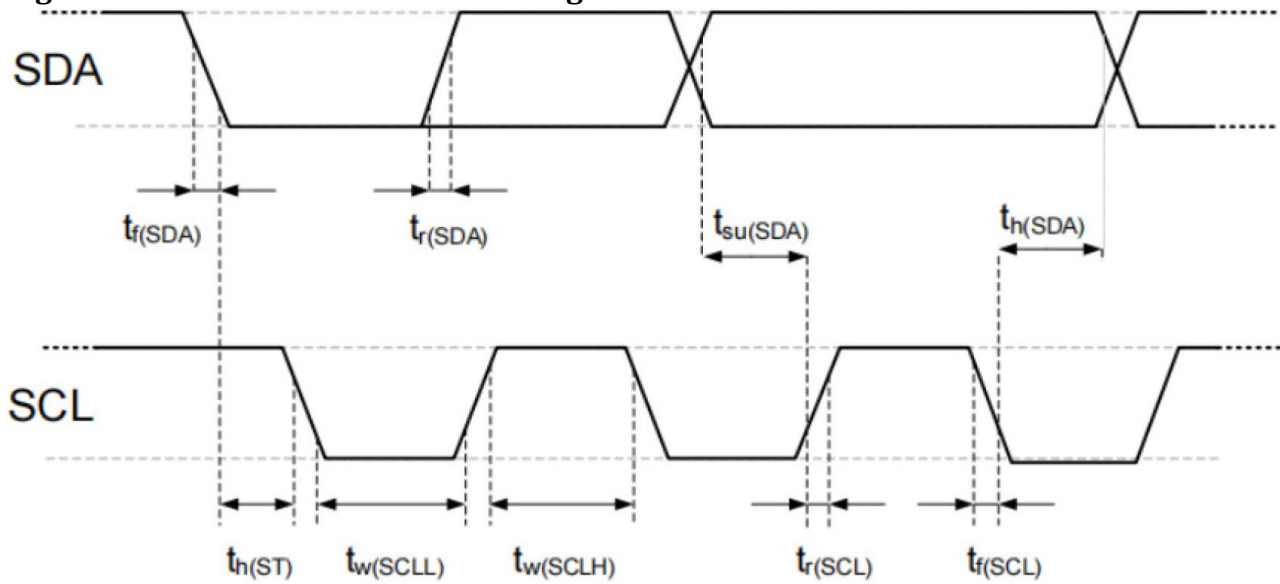 SDA
tf(SDA)
tr(SDA)
tsu(SDA)
th(SDA)
SCL
th(ST)
tw(SCLL)
tw(SCLH)
tr(SCL)
tf(SCL)